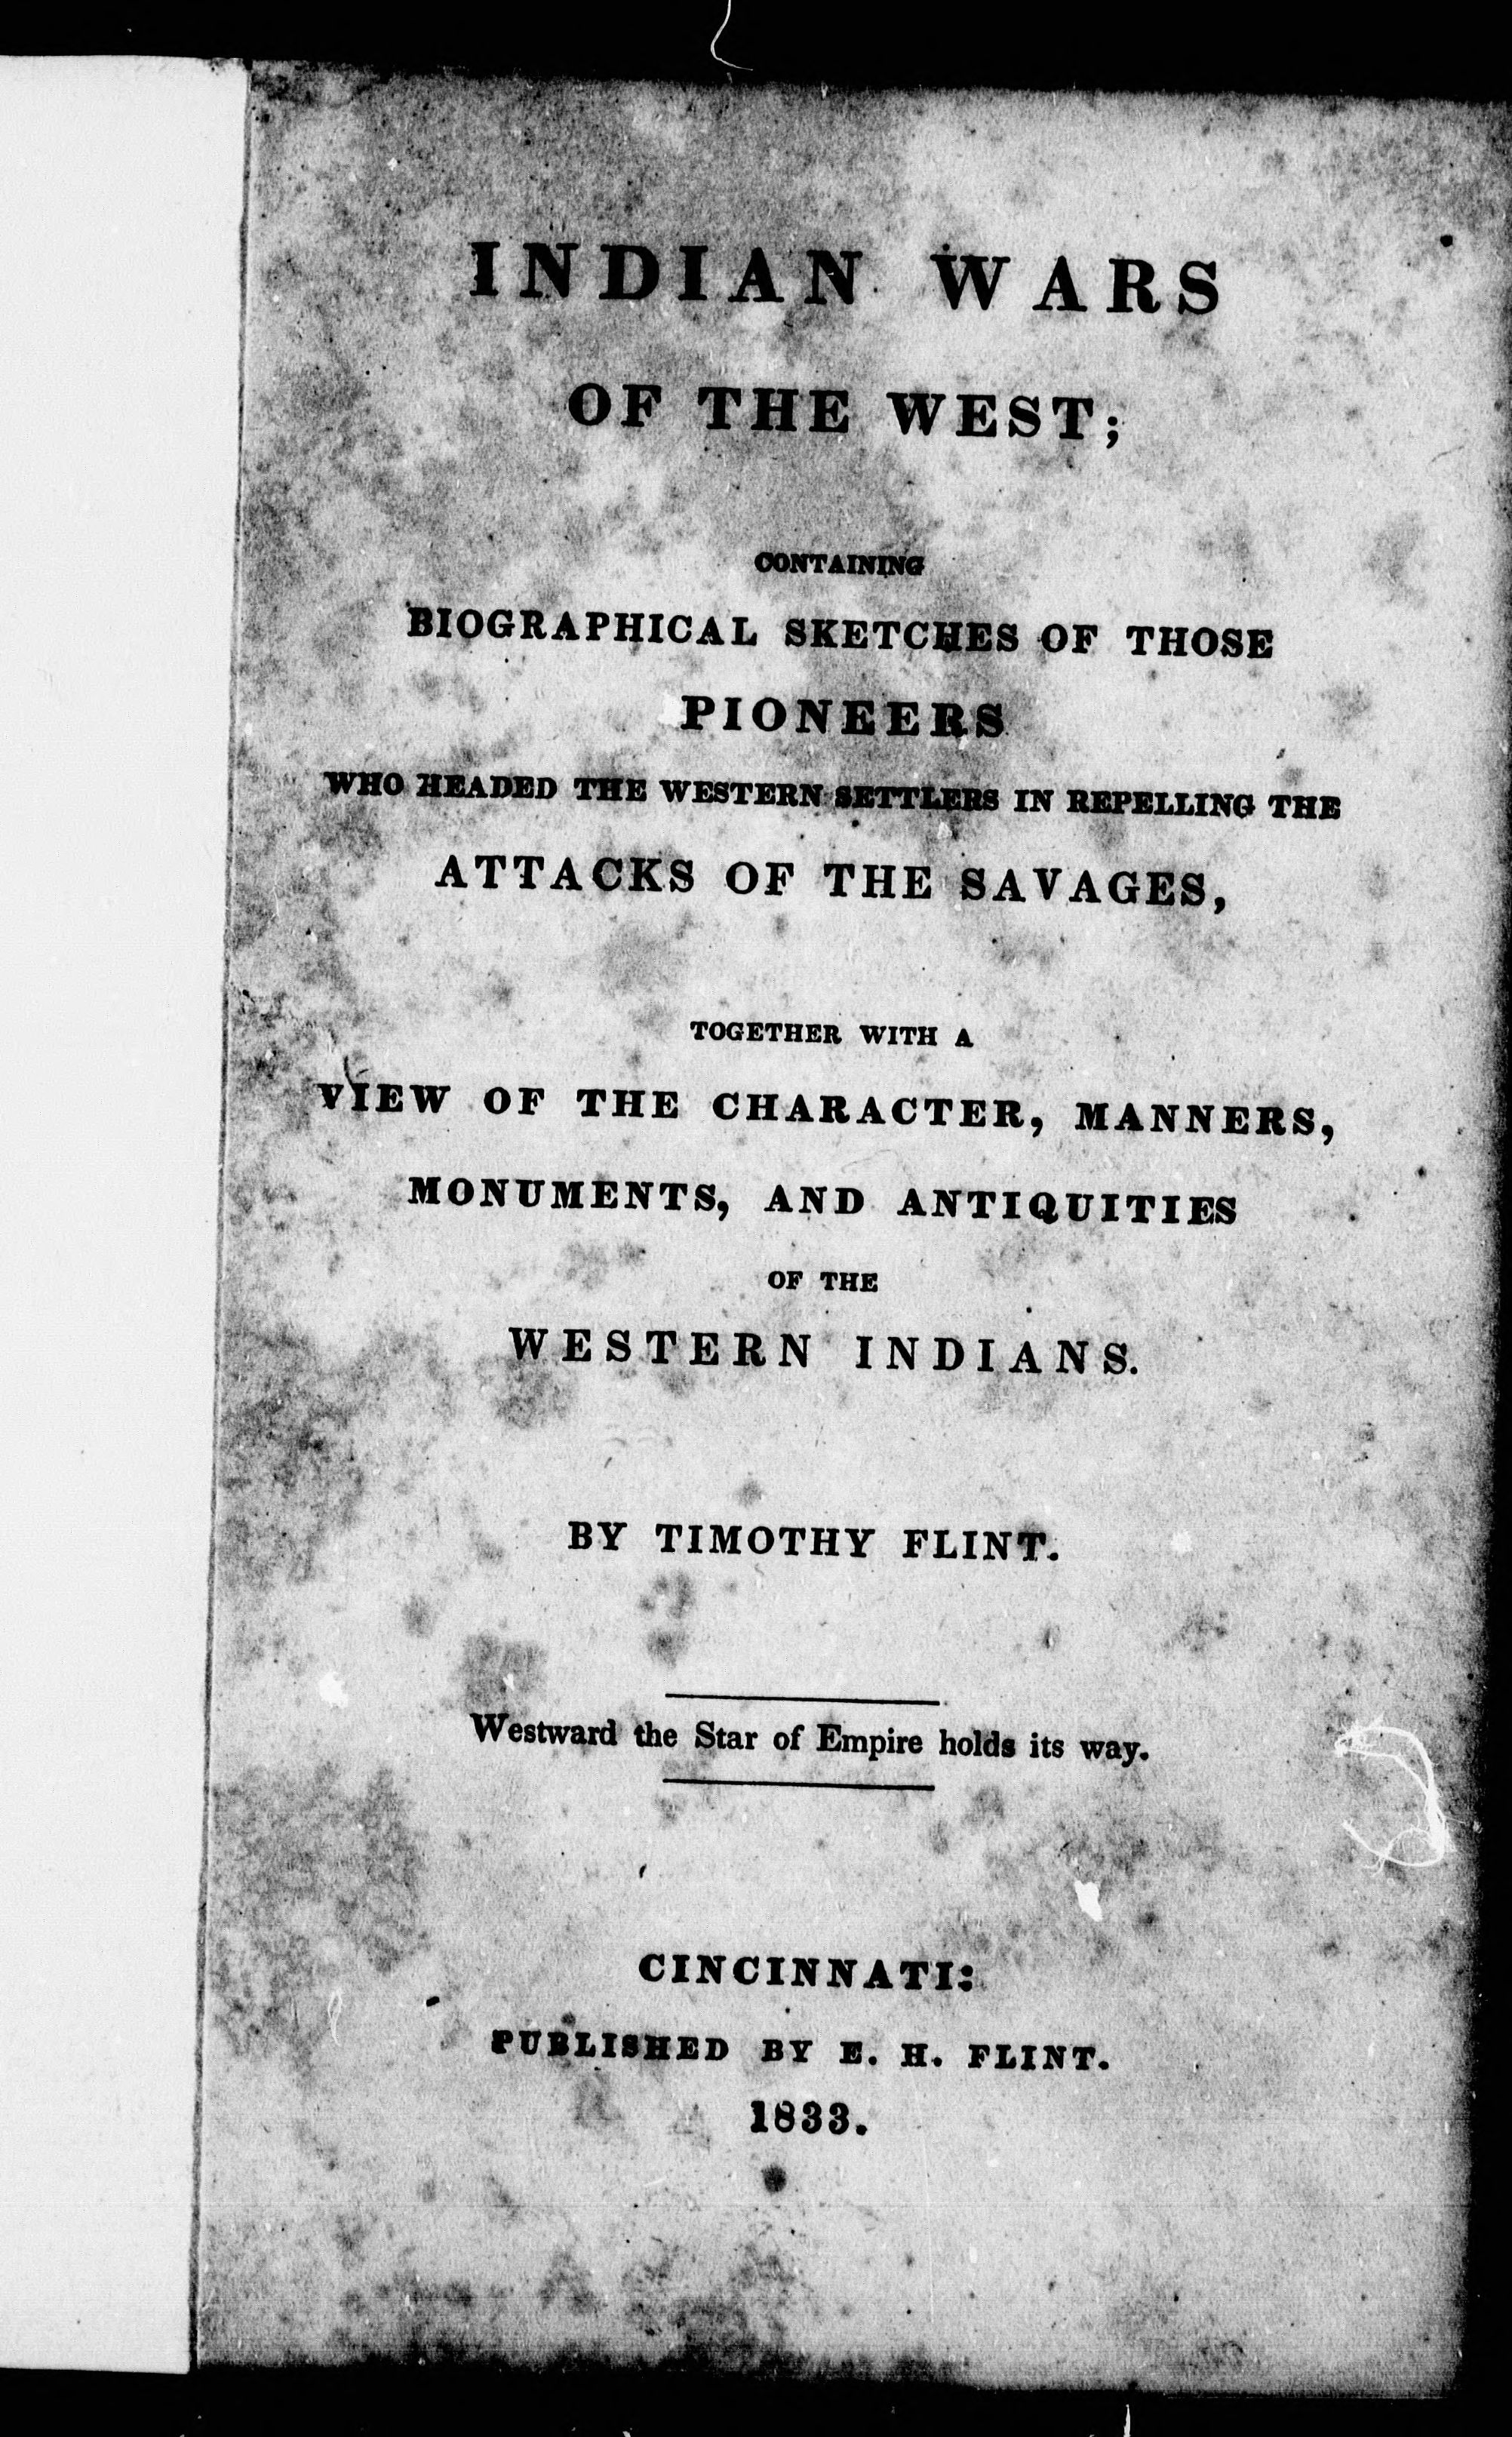 INDIAN WARS
OF THE WEST;
CONTAINING
BIOGRAPHICAL SKETCHES OF THOSE
PIONEERS
WHO HEADED THE WESTERN SETTLERS IN REPELLING THE
ATTACKS OF THE SAVAGES,
TOGETHER WITH A
VIEW OF THE CHARACTER, MANNERS,
MONUMENTS, AND ANTIQUITIES
OF THE
WESTERN INDIANS.
BY TIMOTHY FLINT.
Westward the Star of Empire holds its way.
CINCINNATI:
PUBLISHED BY E. H. FLINT.
1833.